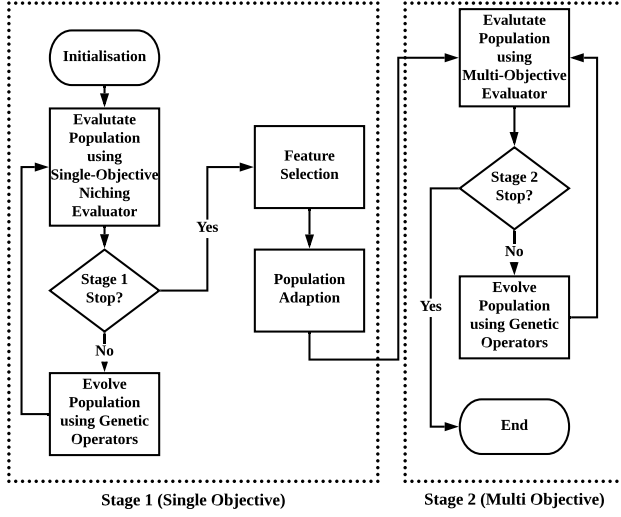 Initialisation
Evalutate
Population
using
Single-Objective
Niching
Evaluator
Stage 1
Stop?
No
Evolve
Population
using Genetic
Operators
Yes
Feature
Selection
Population
Adaption
Stage 1 (Single Objective)
Evalutate
Population
using
Multi-Objective
Evaluator
Stage 2
Stop?
No
Evolve
Population
using Genetic
Operators
Yes
End
Stage 2 (Multi Objective)